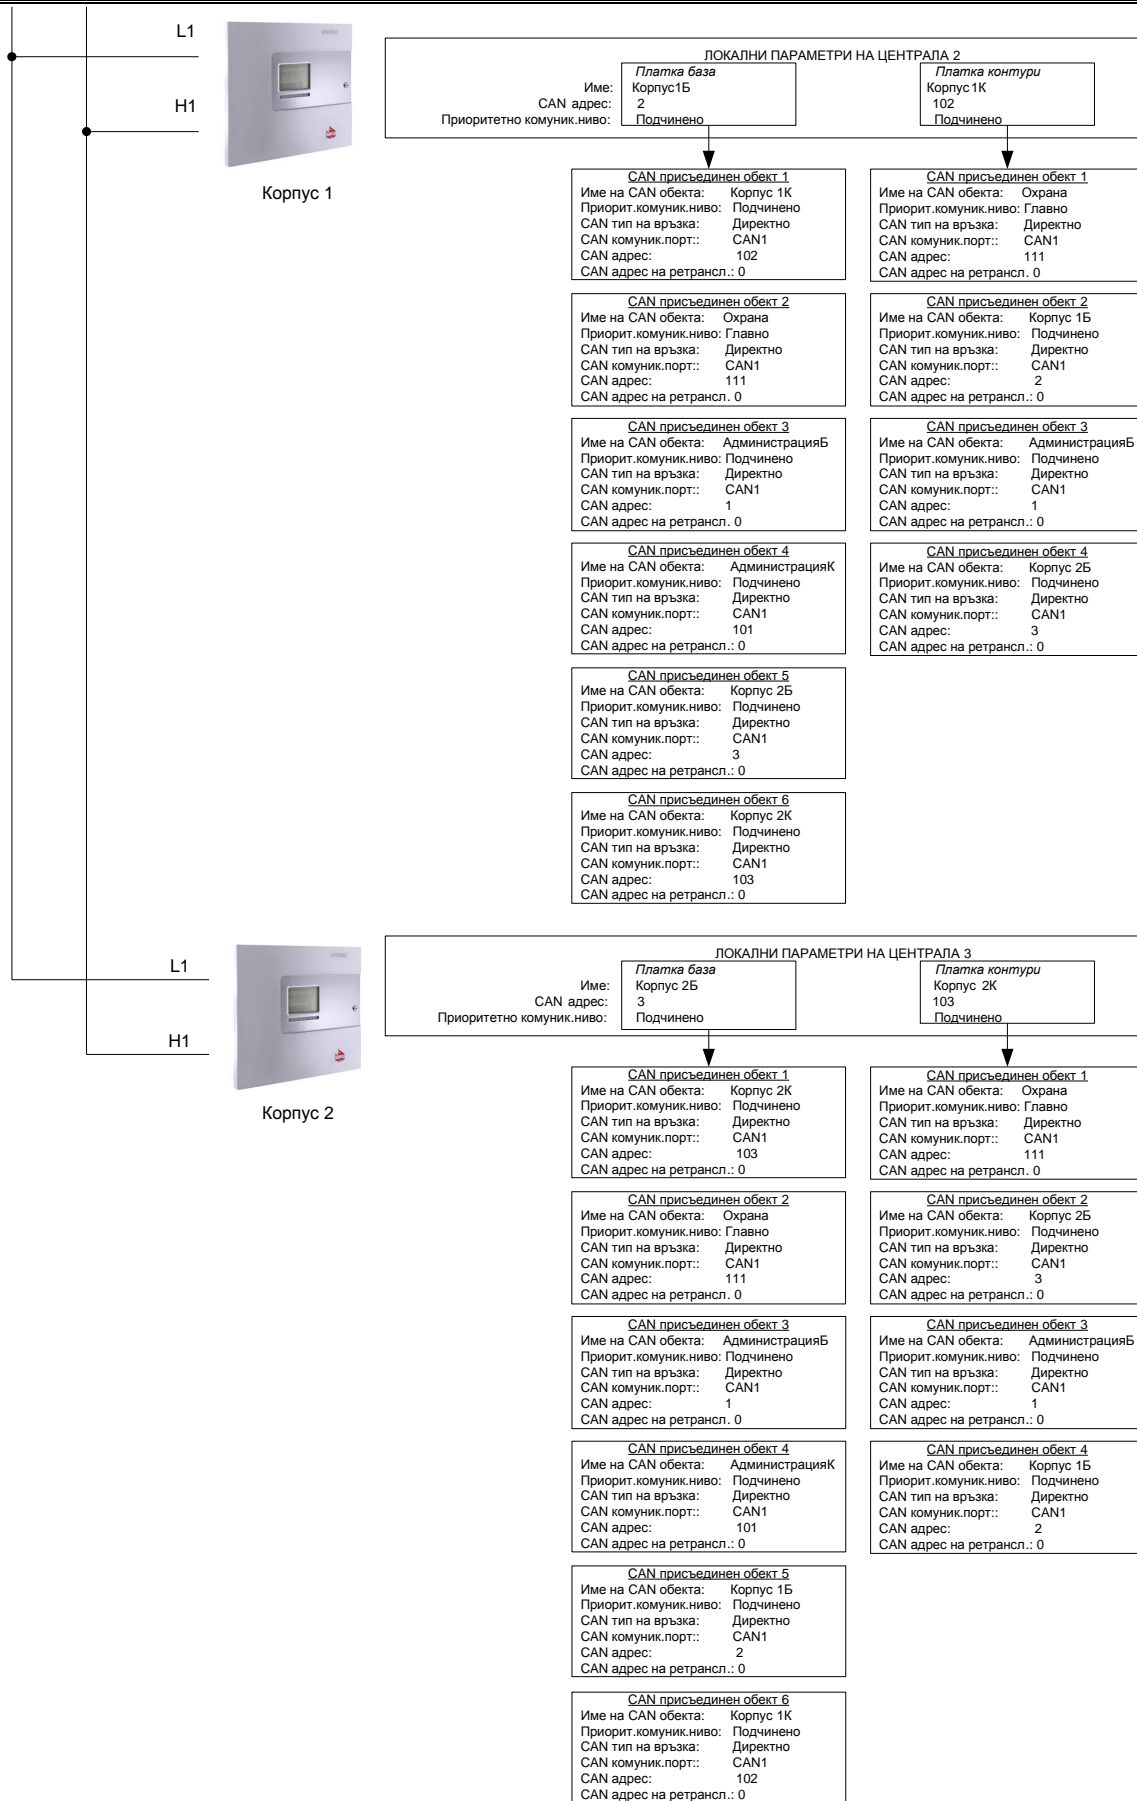 L1
H1
Корпус 1
ЛОКАЛНИ ПАРАМЕТРИ НА ЦЕНТРАЛА 2
Платка база
Платка контури
Име: Корпус1Б Корпус1К
CAN адрес: 2 102
Приоритетно комуник.ниво: Подчинено Подчинено
CAN присъединен обект 1
Име на CAN обекта: Корпус 1К
Приорит.комуник.ниво: Подчинено
CAN тип на връзка: Директно
CAN комуник.порт:: CAN1
CAN адрес: 102
CAN адрес на ретрансл.: 0
CAN присъединен обект 2
Име на CAN обекта: Охрана
Приорит.комуник.ниво: Главно
CAN тип на връзка: Директно
CAN комуник.порт:: CAN1
CAN адрес: 111
CAN адрес на ретрансл. 0
CAN присъединен обект 3
Име на CAN обекта: АдминистрацияБ
Приорит.комуник.ниво: Подчинено
CAN тип на връзка: Директно
CAN комуник.порт:: CAN1
CAN адрес: 1
CAN адрес на ретрансл. 0
CAN присъединен обект 4
Име на CAN обекта: АдминистрацияК
Приорит.комуник.ниво: Подчинено
CAN тип на връзка: Директно
CAN комуник.порт:: CAN1
CAN адрес: 101
CAN адрес на ретрансл.: 0
CAN присъединен обект 5
Име на CAN обекта: Корпус 2Б
Приорит.комуник.ниво: Подчинено
CAN тип на връзка: Директно
CAN комуник.порт:: CAN1
CAN адрес: 3
CAN адрес на ретрансл.: 0
CAN присъединен обект 6
Име на CAN обекта: Корпус 2К
Приорит.комуник.ниво: Подчинено
CAN тип на връзка: Директно
CAN комуник.порт:: CAN1
CAN адрес: 103
CAN адрес на ретрансл.: 0
CAN присъединен обект 1
Име на CAN обекта: Охрана
Приорит.комуник.ниво: Главно
CAN тип на връзка: Директно
CAN комуник.порт:: CAN1
CAN адрес: 111
CAN адрес на ретрансл. 0
CAN присъединен обект 2
Име на CAN обекта: Корпус 1Б
Приорит.комуник.ниво: Подчинено
CAN тип на връзка: Директно
CAN комуник.порт:: CAN1
CAN адрес: 2
CAN адрес на ретрансл.: 0
CAN присъединен обект 3
Име на CAN обекта: АдминистрацияБ
Приорит.комуник.ниво: Подчинено
CAN тип на връзка: Директно
CAN комуник.порт:: CAN1
CAN адрес: 1
CAN адрес на ретрансл.: 0
CAN присъединен обект 4
Име на CAN обекта: Корпус 2Б
Приорит.комуник.ниво: Подчинено
CAN тип на връзка: Директно
CAN комуник.порт:: CAN1
CAN адрес: 3
CAN адрес на ретрансл.: 0
L1
H1
Корпус 2
ЛОКАЛНИ ПАРАМЕТРИ НА ЦЕНТРАЛА 3
Платка база
Платка контури
Име: Корпус 2Б Корпус 2К
CAN адрес: 3 103
Приоритетно комуник.ниво: Подчинено Подчинено
CAN присъединен обект 1
Име на CAN обекта: Корпус 2К
Приорит.комуник.ниво: Подчинено
CAN тип на връзка: Директно
CAN комуник.порт:: CAN1
CAN адрес: 103
CAN адрес на ретрансл.: 0
CAN присъединен обект 2
Име на CAN обекта: Охрана
Приорит.комуник.ниво: Главно
CAN тип на връзка: Директно
CAN комуник.порт:: CAN1
CAN адрес: 111
CAN адрес на ретрансл. 0
CAN присъединен обект 3
Име на CAN обекта: АдминистрацияБ
Приорит.комуник.ниво: Подчинено
CAN тип на връзка: Директно
CAN комуник.порт:: CAN1
CAN адрес: 1
CAN адрес на ретрансл. 0
CAN присъединен обект 4
Име на CAN обекта: АдминистрацияК
Приорит.комуник.ниво: Подчинено
CAN тип на връзка: Директно
CAN комуник.порт:: CAN1
CAN адрес: 101
CAN адрес на ретрансл.: 0
CAN присъединен обект 5
Име на CAN обекта: Корпус 1Б
Приорит.комуник.ниво: Подчинено
CAN тип на връзка: Директно
CAN комуник.порт:: CAN1
CAN адрес: 2
CAN адрес на ретрансл.: 0
CAN присъединен обект 6
Име на CAN обекта: Корпус 1К
Приорит.комуник.ниво: Подчинено
CAN тип на връзка: Директно
CAN комуник.порт:: CAN1
CAN адрес: 102
CAN адрес на ретрансл.: 0
CAN присъединен обект 1
Име на CAN обекта: Охрана
Приорит.комуник.ниво: Главно
CAN тип на връзка: Директно
CAN комуник.порт:: CAN1
CAN адрес: 111
CAN адрес на ретрансл. 0
CAN присъединен обект 2
Име на CAN обекта: Корпус 2Б
Приорит.комуник.ниво: Подчинено
CAN тип на връзка: Директно
CAN комуник.порт:: CAN1
CAN адрес: 3
CAN адрес на ретрансл.: 0
CAN присъединен обект 3
Име на CAN обекта: АдминистрацияБ
Приорит.комуник.ниво: Подчинено
CAN тип на връзка: Директно
CAN комуник.порт:: CAN1
CAN адрес: 1
CAN адрес на ретрансл.: 0
CAN присъединен обект 4
Име на CAN обекта: Корпус 1Б
Приорит.комуник.ниво: Подчинено
CAN тип на връзка: Директно
CAN комуник.порт:: CAN1
CAN адрес: 2
CAN адрес на ретрансл.: 0